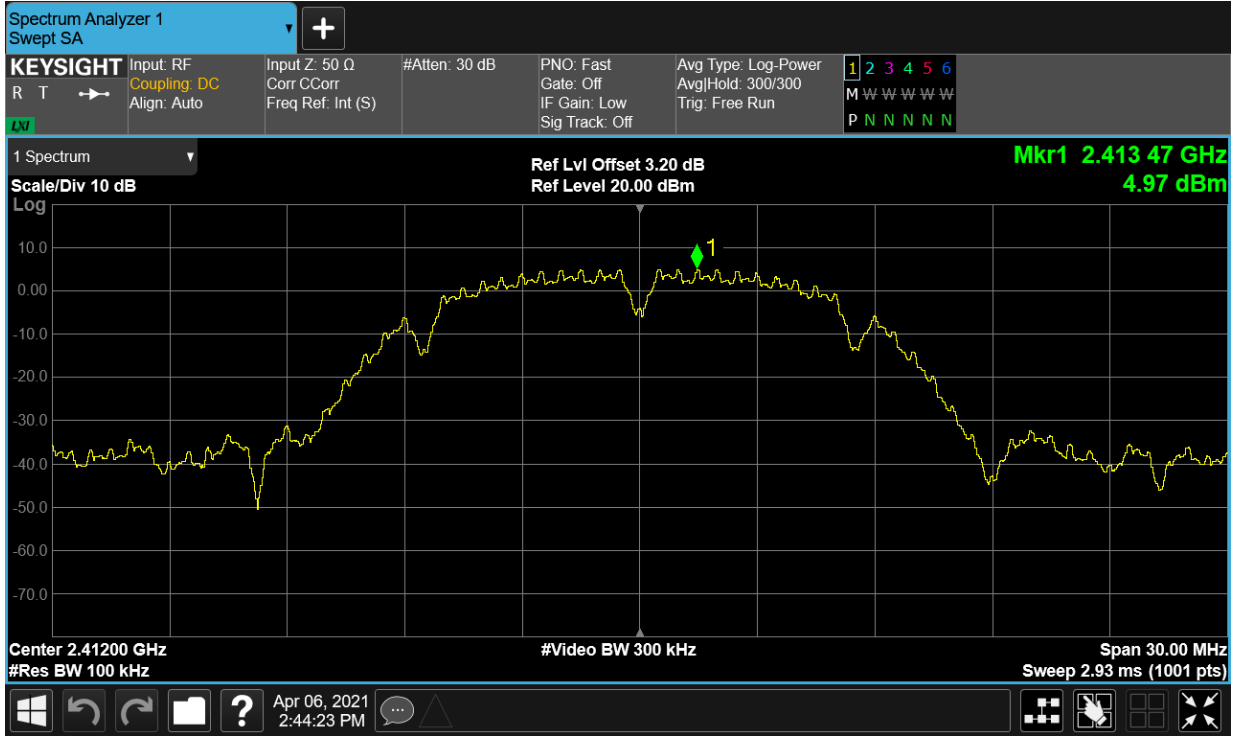 Spectrum Analyzer 1
Swept SA
KEYSIGHT
R T
LXI
Input: RF
Coupling: DC
Align: Auto
Input Z: 50 Ω
Corr CCorr
Freq Ref: Int (S)
#Atten: 30 dB
PNO: Fast
Gate: Off
IF Gain: Low
Sig Track: Off
Avg Type: Log-Power
Avg|Hold: 300/300
Trig: Free Run
1 2 3 4 5 6
M W W W W W
P N N N N N
1 Spectrum
Scale/Div 10 dB
Log
Ref Lvl Offset 3.20 dB
Ref Level 20.00 dBm
Mkr1 2.413 47 GHz
4.97 dBm
1
10.0
0.00
-10.0
-20.0
-30.0
-40.0
-50.0
-60.0
-70.0
Center 2.41200 GHz
#Res BW 100 kHz
#Video BW 300 kHz
Span 30.00 MHz
Sweep 2.93 ms (1001 pts)
?
Apr 06, 2021
2:44:23 PM